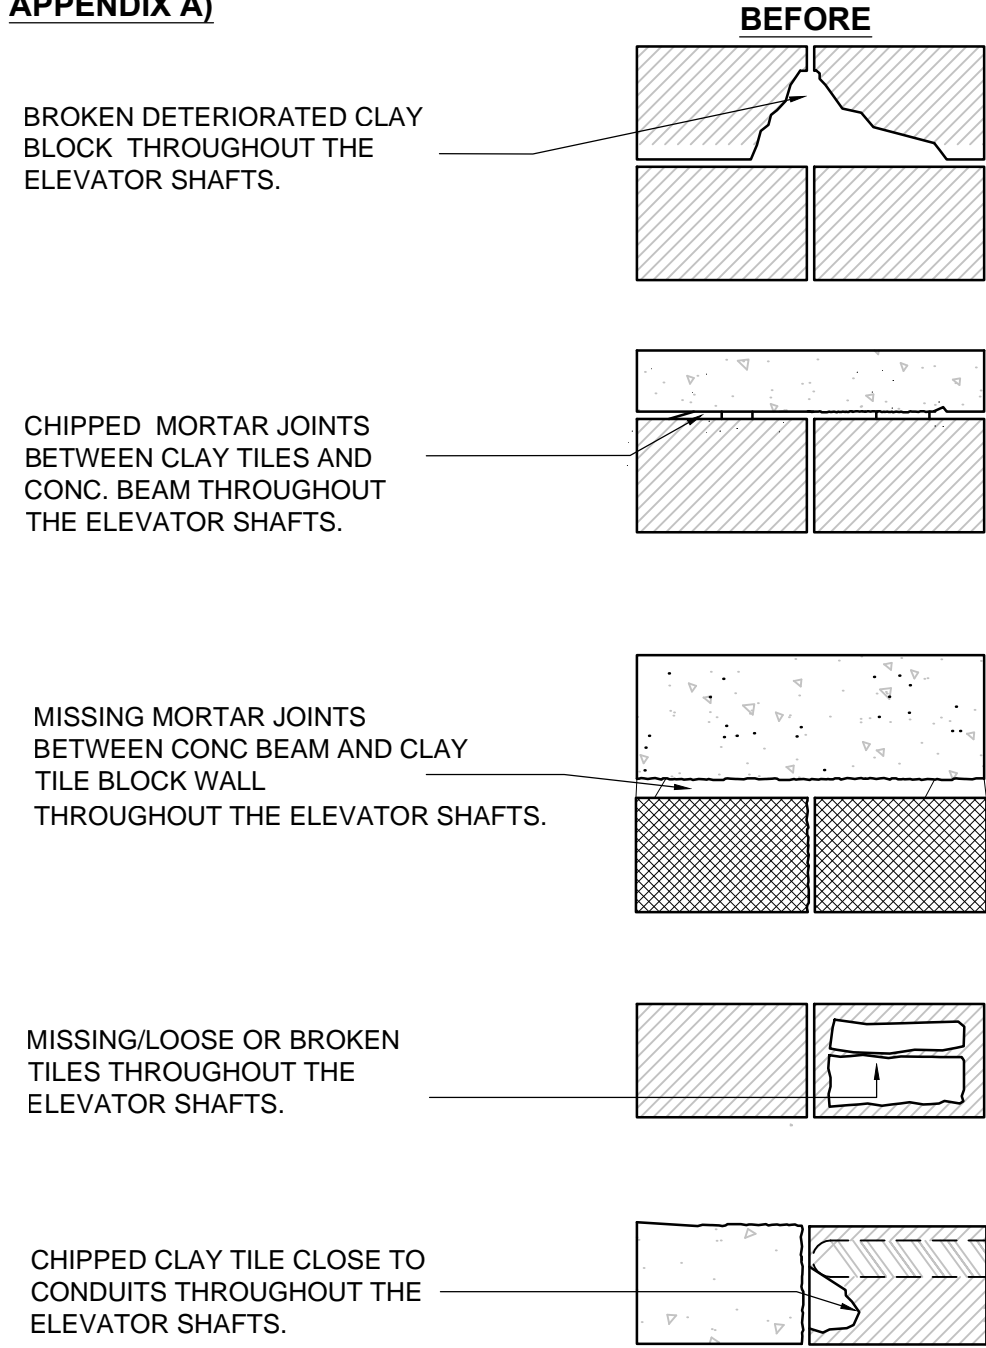 APPENDIX A)
BEFORE
BROKEN DETERIORATED CLAY
BLOCK THROUGHOUT THE
ELEVATOR SHAFTS.
CHIPPED MORTAR JOINTS
BETWEEN CLAY TILES AND
CONC. BEAM THROUGHOUT
THE ELEVATOR SHAFTS.
MISSING MORTAR JOINTS
BETWEEN CONC BEAM AND CLAY
TILE BLOCK WALL
THROUGHOUT THE ELEVATOR SHAFTS.
MISSING/LOOSE OR BROKEN
TILES THROUGHOUT THE
ELEVATOR SHAFTS.
CHIPPED CLAY TILE CLOSE TO
CONDUITS THROUGHOUT THE
ELEVATOR SHAFTS.